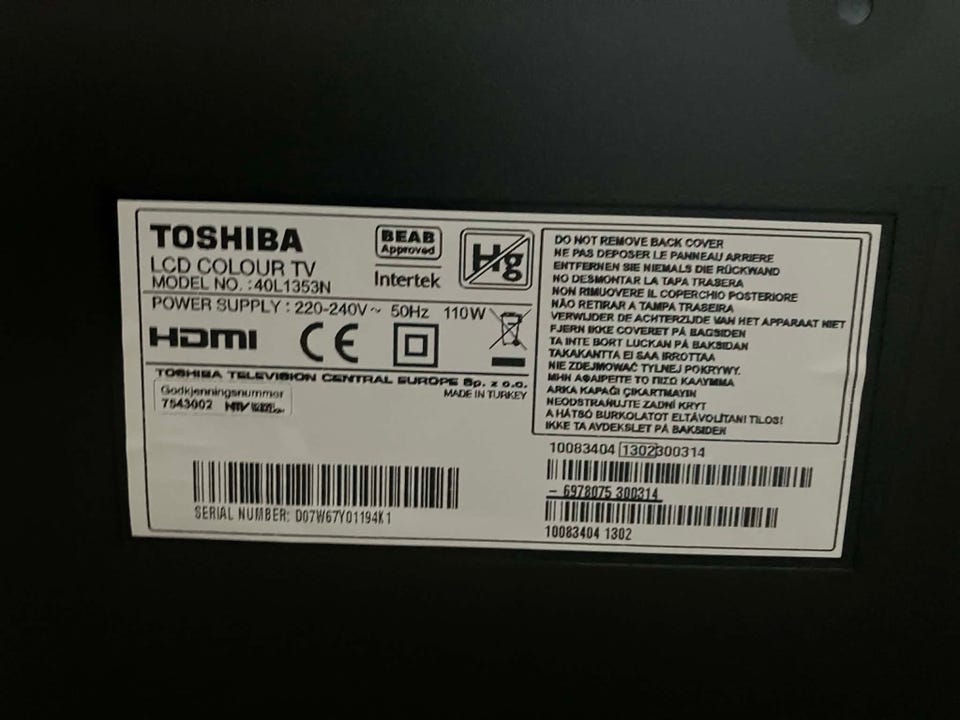 TOSHIBA
LCD COLOUR TV
MODEL NO. :40L1353N
BEAB
Approved
Intertek
Hg
POWER SUPPLY : 220-240V~ 50Hz 110W
HDMI
CE
TOSHIBA TELEVISION CENTRAL EUROPE Sp. z o.o.
MADE IN TURKEY
Godkjenningsnummer
7543002
SERIAL NUMBER: D07W67Y01194K1
DO NOT REMOVE BACK COVER
NE PAS DEPOSER LE PANNEAU ARRIERE
ENTFERNEN SIE NIEMALS DIE RÜCKWAND
NO DESMONTAR LA TAPA TRASERA
NON RIMUOVERE IL COPERCHIO POSTERIORE
NÃO RETIRAR A TAMPA TRASEIRA
VERWIJDER DE ACHTERZIJDE VAN HET APPARAAT NIET
FJERN IKKE COVERET PÅ BAGSIDEN
TA INTE BORT LUCKAN PÅ BAKSIDAN
TAKAKANTTA EI SAA IRROTTAA
NIE ZDEJMOWAĆ TYLNEJ POKRYWY.
ΜΗΝ ΑΦΑΙΡΕΙΤΕ ΤΟ ΠΙΣΩ ΚΑΛΥΜΜΑ
ARKA KAPAĞI ÇIKARTMAYIN
NEODSTRAŇUJTE ZADNÍ KRYT
A HÁTSÓ BURKOLATOT ELTÁVOLÍTANI TILOS!
IKKE TA AVDEKSLET PÅ BAKSIDEN
10083404 1302 300314
- 6978075 300314
10083404 1302